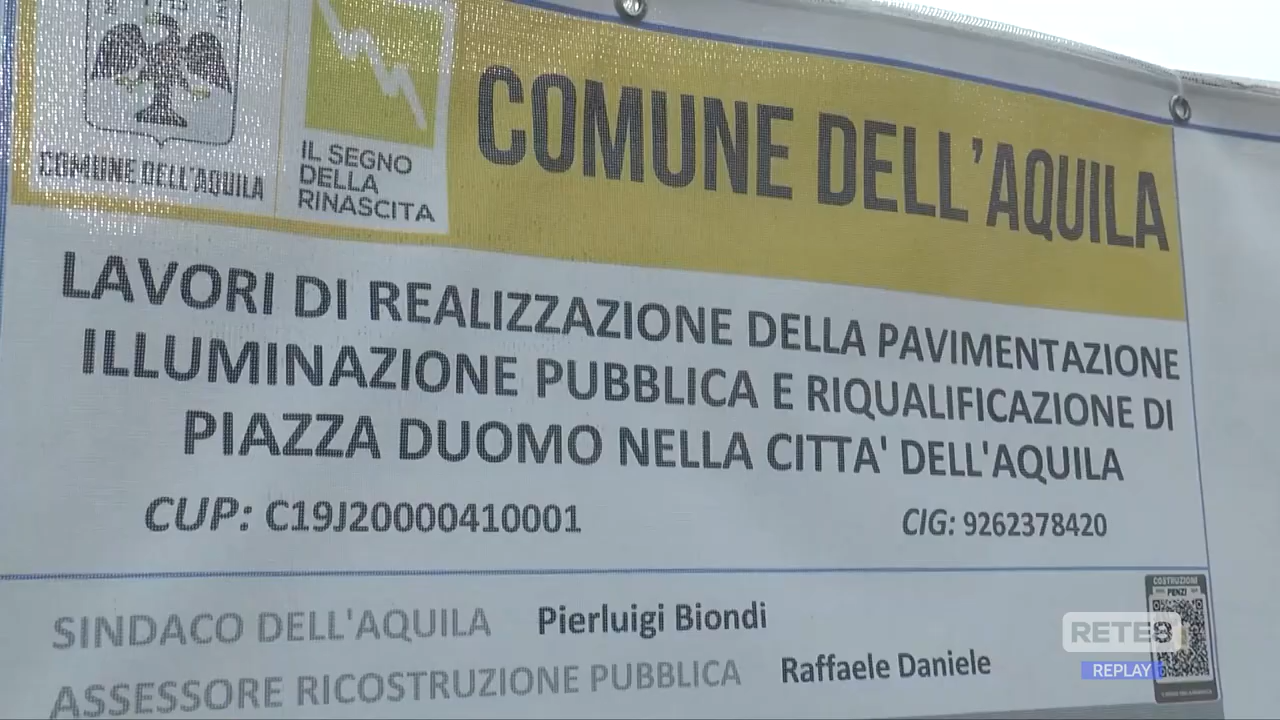 COMUNE DELL'AQUILA
IL SEGNO
DELLA
RINASCITA
COMUNE DELL'AQUILA
LAVORI DI REALIZZAZIONE DELLA PAVIMENTAZIONE
ILLUMINAZIONE PUBBLICA E RIQUALIFICAZIONE DI
PIAZZA DUOMO NELLA CITTA' DELL'AQUILA
CUP: C19J20000410001 CIG: 9262378420
SINDACO DELL'AQUILA Pierluigi Biondi
ASSESSORE RICOSTRUZIONE PUBBLICA Raffaele Daniele
COSTRUZIONI
PENZI
RETE8
REPLAY